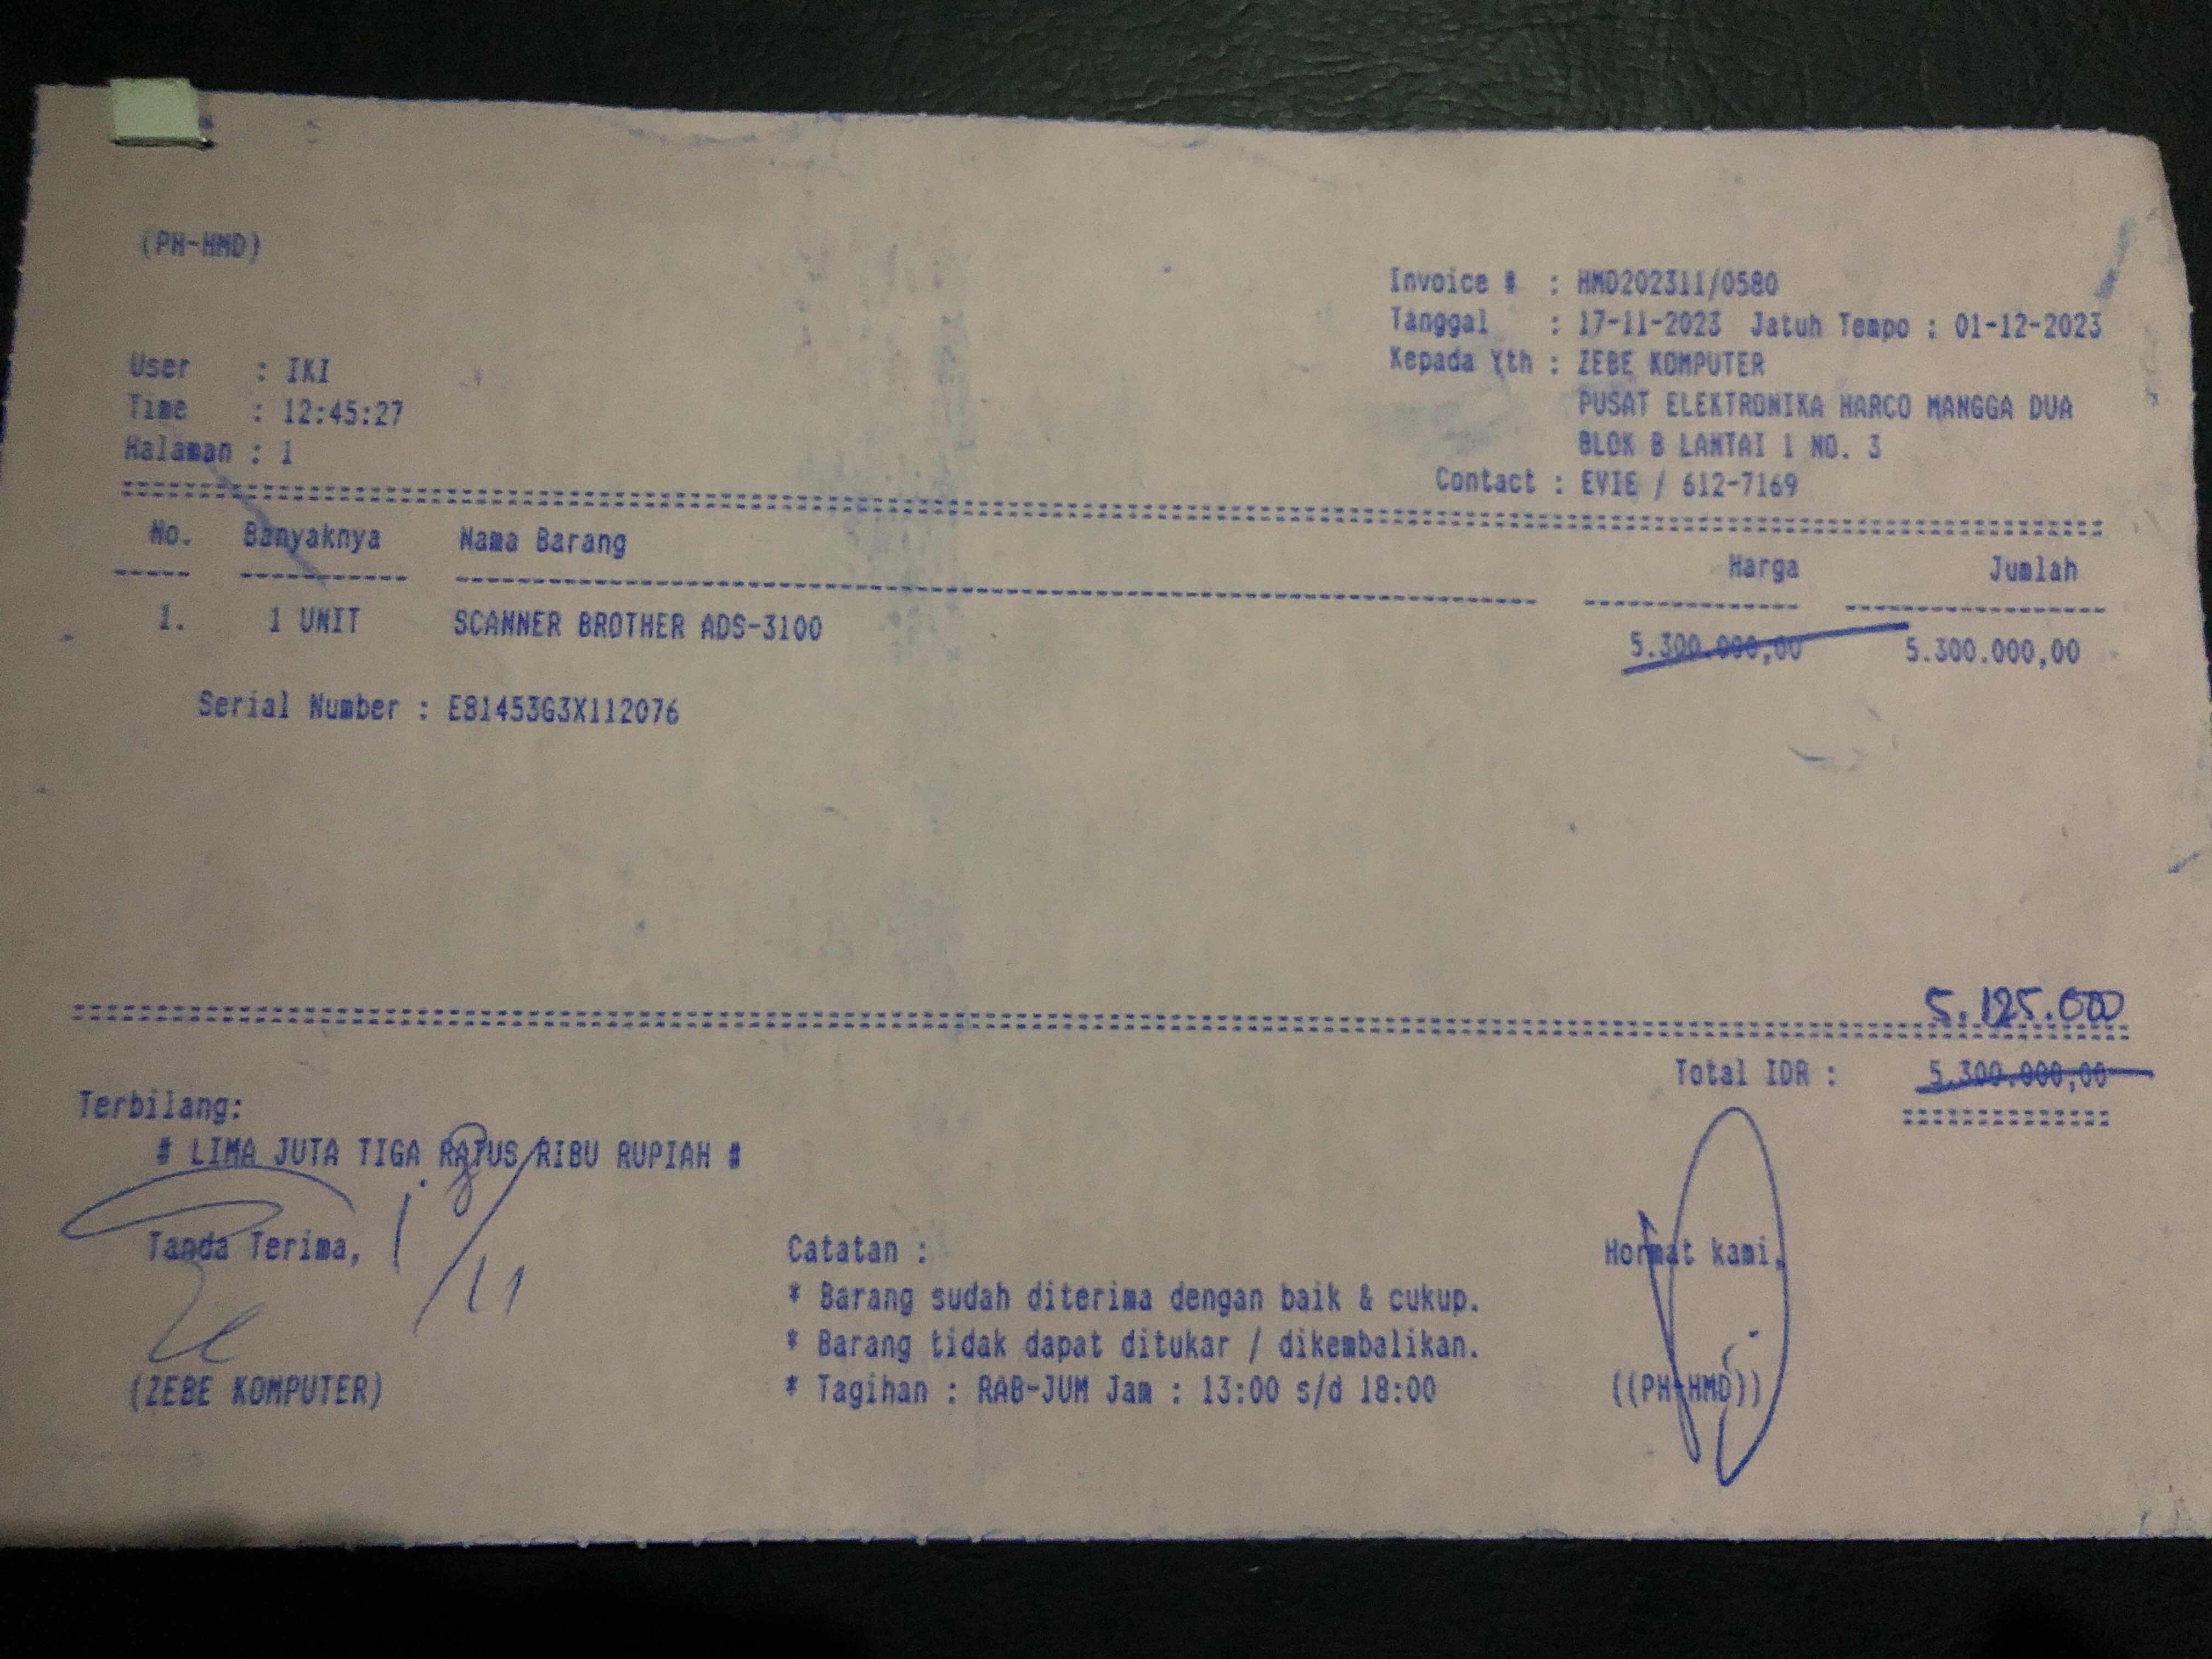 (PH-HMD)
Invoice # : HMD202311/0580
Tanggal : 17-11-2023 Jatuh Tempo : 01-12-2023
Kepada Yth : ZEBE KOMPUTER
PUSAT ELEKTRONIKA HARCO MANGGA DUA
BLOK B LANTAI 1 NO. 3
Contact : EVIE / 612-7169
User : IKI
Time : 12:45:27
Halaman : 1
No. Banyaknya Nama Barang Harga Jumlah
1. 1 UNIT SCANNER BROTHER ADS-3100 5.300.000,00 5.300.000,00
Serial Number : E81453G3X112076
5.125.000
Total IDR : 5.300.000,00
Terbilang:
# LIMA JUTA TIGA RATUS RIBU RUPIAH #
18/11
Tanda Terima,
(ZEBE KOMPUTER)
Catatan :
* Barang sudah diterima dengan baik & cukup.
* Barang tidak dapat ditukar / dikembalikan.
* Tagihan : RAB-JUM Jam : 13:00 s/d 18:00
Hormat kami,
((PH-HMD))